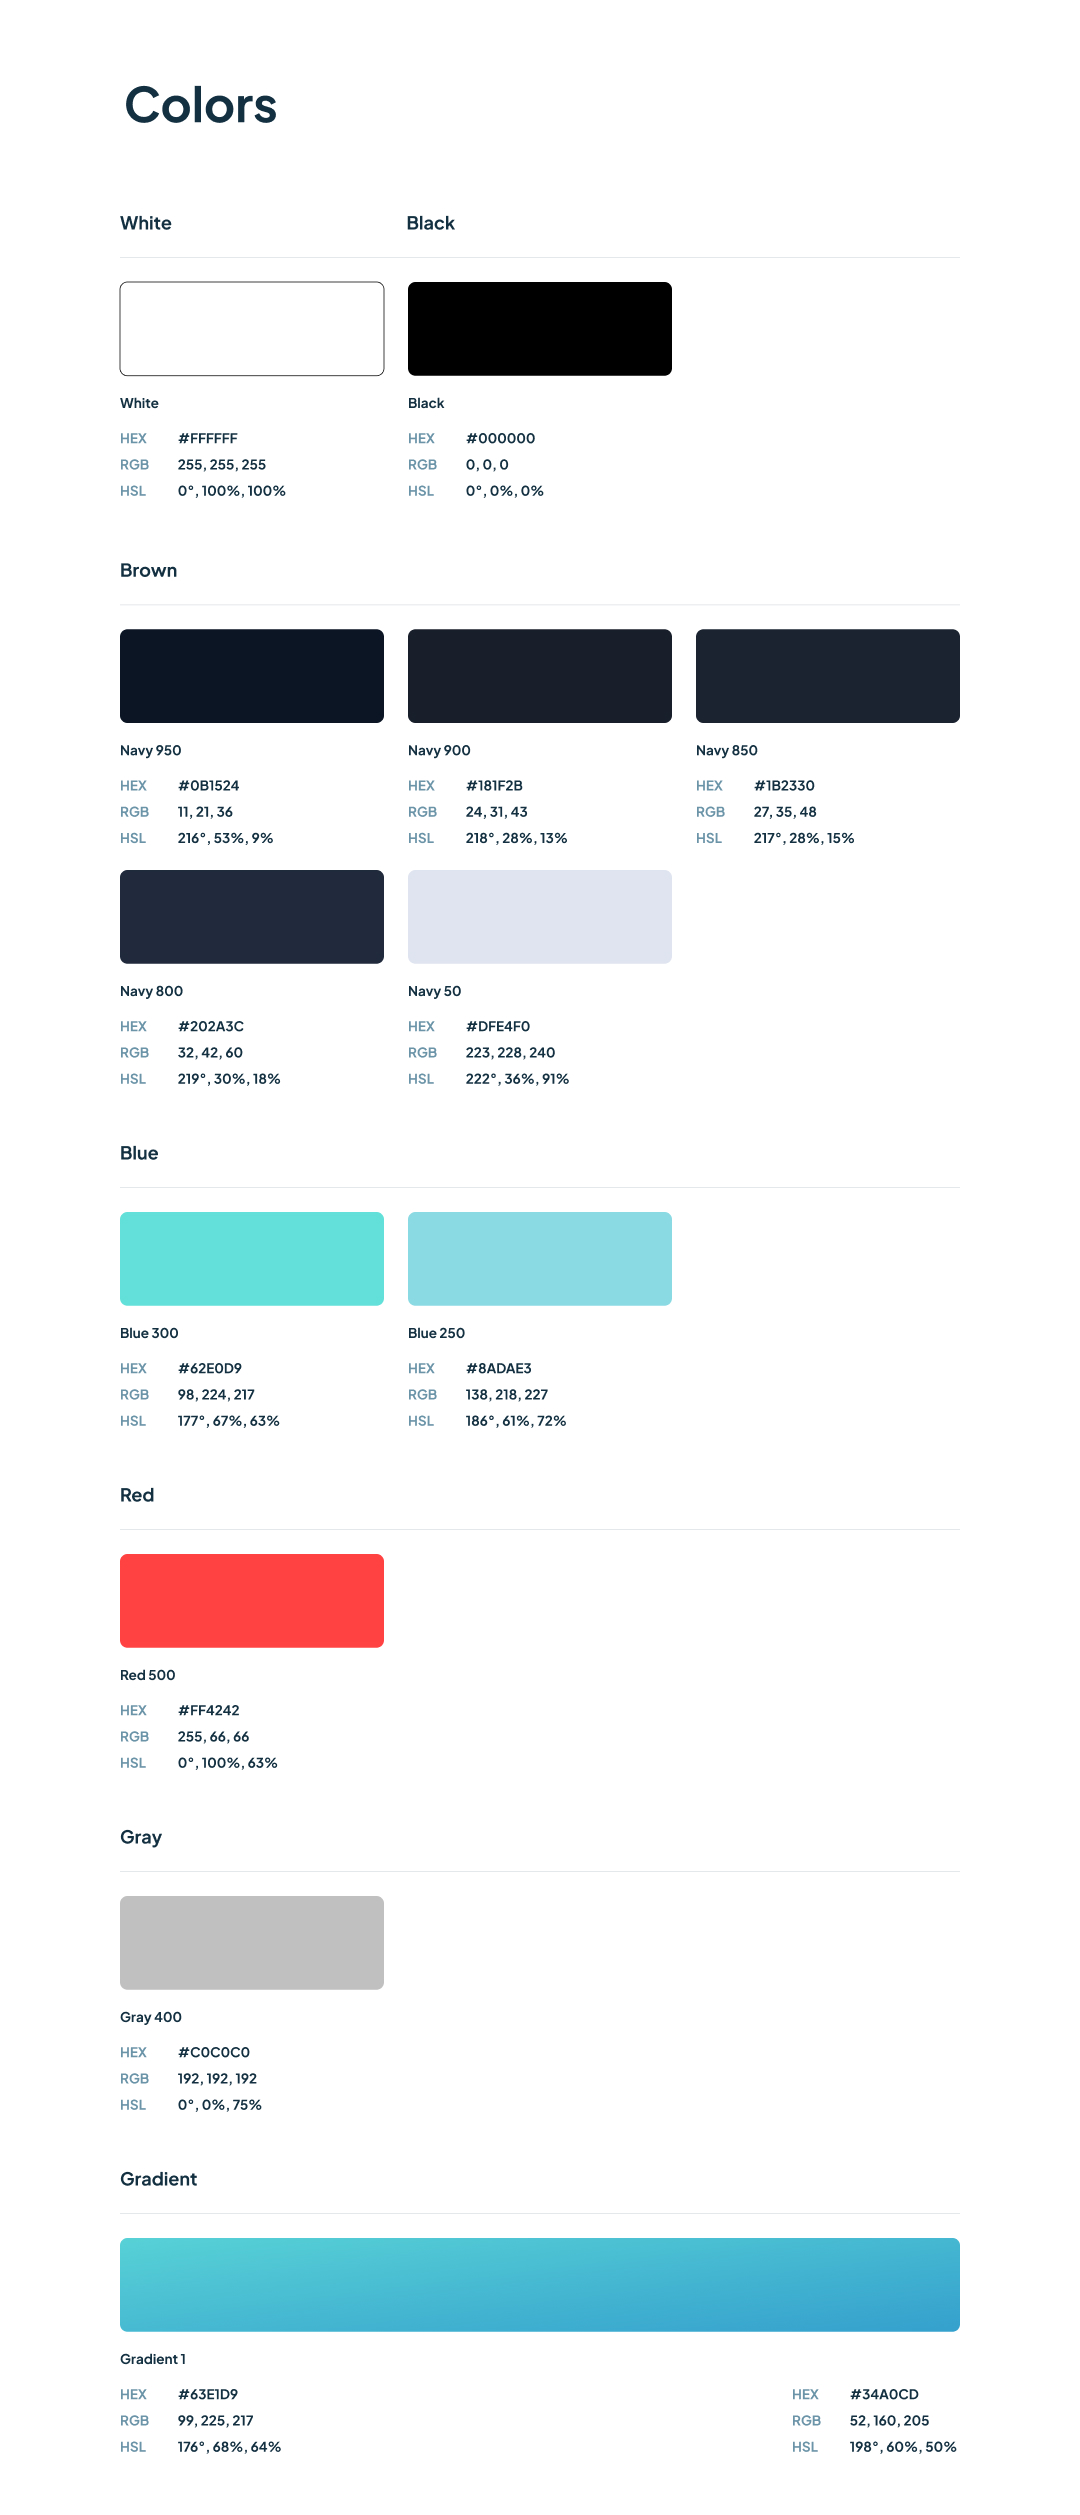 Colors
White
Black
White
HEX #FFFFFF
RGB 255, 255, 255
HSL 0°, 100%, 100%
Black
HEX #000000
RGB 0, 0, 0
HSL 0°, 0%, 0%
Brown
Navy 950
HEX #0B1524
RGB 11, 21, 36
HSL 216°, 53%, 9%
Navy 900
HEX #181F2B
RGB 24, 31, 43
HSL 218°, 28%, 13%
Navy 850
HEX #1B2330
RGB 27, 35, 48
HSL 217°, 28%, 15%
Navy 800
HEX #202A3C
RGB 32, 42, 60
HSL 219°, 30%, 18%
Navy 50
HEX #DFE4F0
RGB 223, 228, 240
HSL 222°, 36%, 91%
Blue
Blue 300
HEX #62E0D9
RGB 98, 224, 217
HSL 177°, 67%, 63%
Blue 250
HEX #8ADAE3
RGB 138, 218, 227
HSL 186°, 61%, 72%
Red
Red 500
HEX #FF4242
RGB 255, 66, 66
HSL 0°, 100%, 63%
Gray
Gray 400
HEX #C0C0C0
RGB 192, 192, 192
HSL 0°, 0%, 75%
Gradient
Gradient 1
HEX #63E1D9
RGB 99, 225, 217
HSL 176°, 68%, 64%
HEX #34A0CD
RGB 52, 160, 205
HSL 198°, 60%, 50%